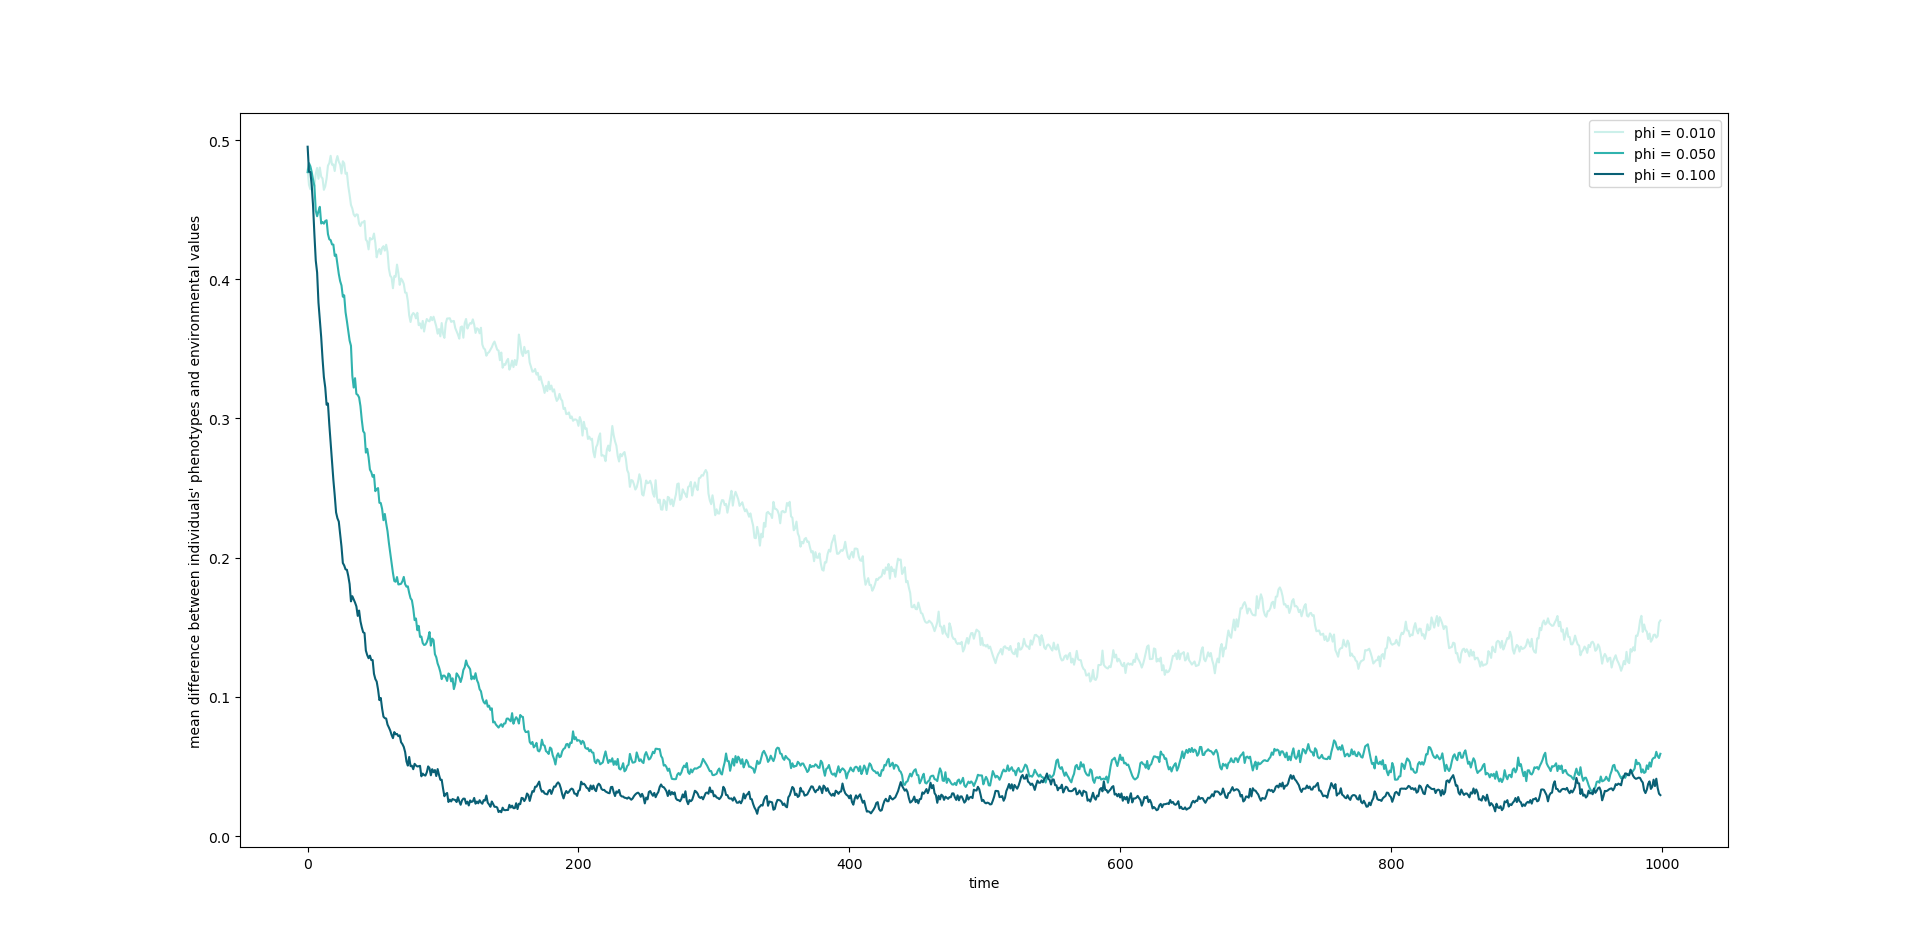 phi = 0.010
phi = 0.050
phi = 0.100
mean difference between individuals' phenotypes and environmental values
0.5
0.4
0.3
0.2
0.1
0.0
0 200 400 600 800 1000
time